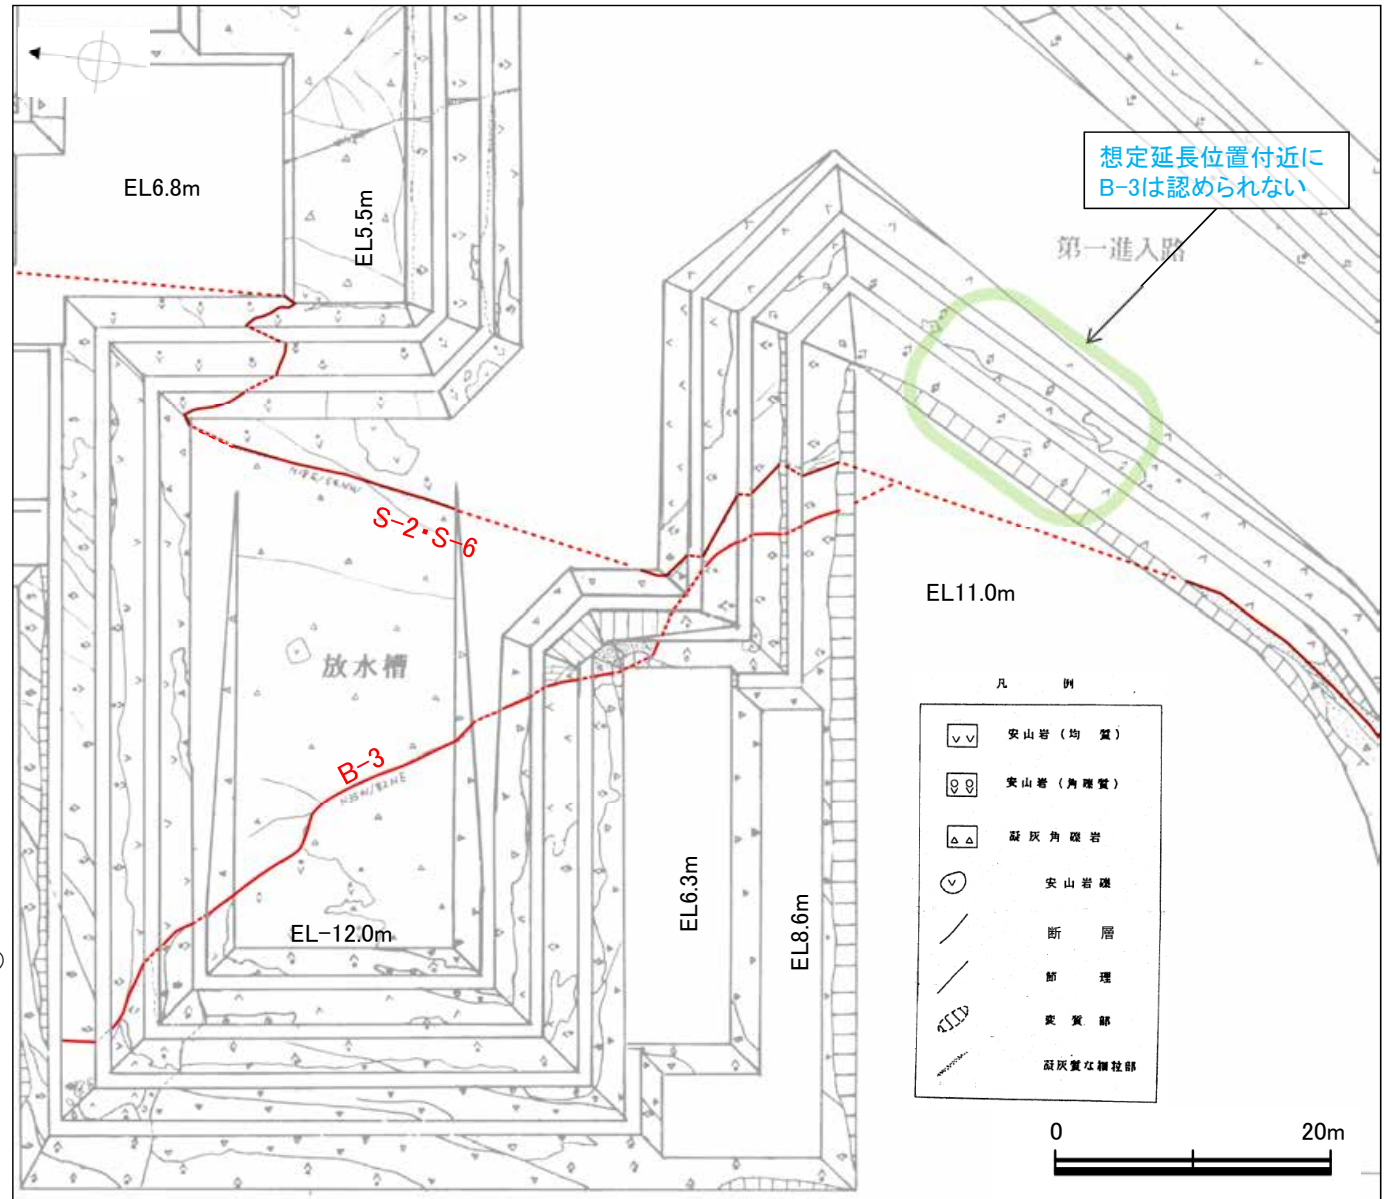 EL6.8m
EL5.5m
想定延長位置付近に
B-3は認められない
第一進入路
S-2・S-6
EL11.0m
放水槽
B-3
N35W/82NE
EL-12.0m
EL6.3m
EL8.6m
凡 例
安山岩(均 質)
安山岩(角礫質)
凝灰角礫岩
安山岩礫
断 層
節 理
変 質 部
凝灰質な細粒部
0 20m